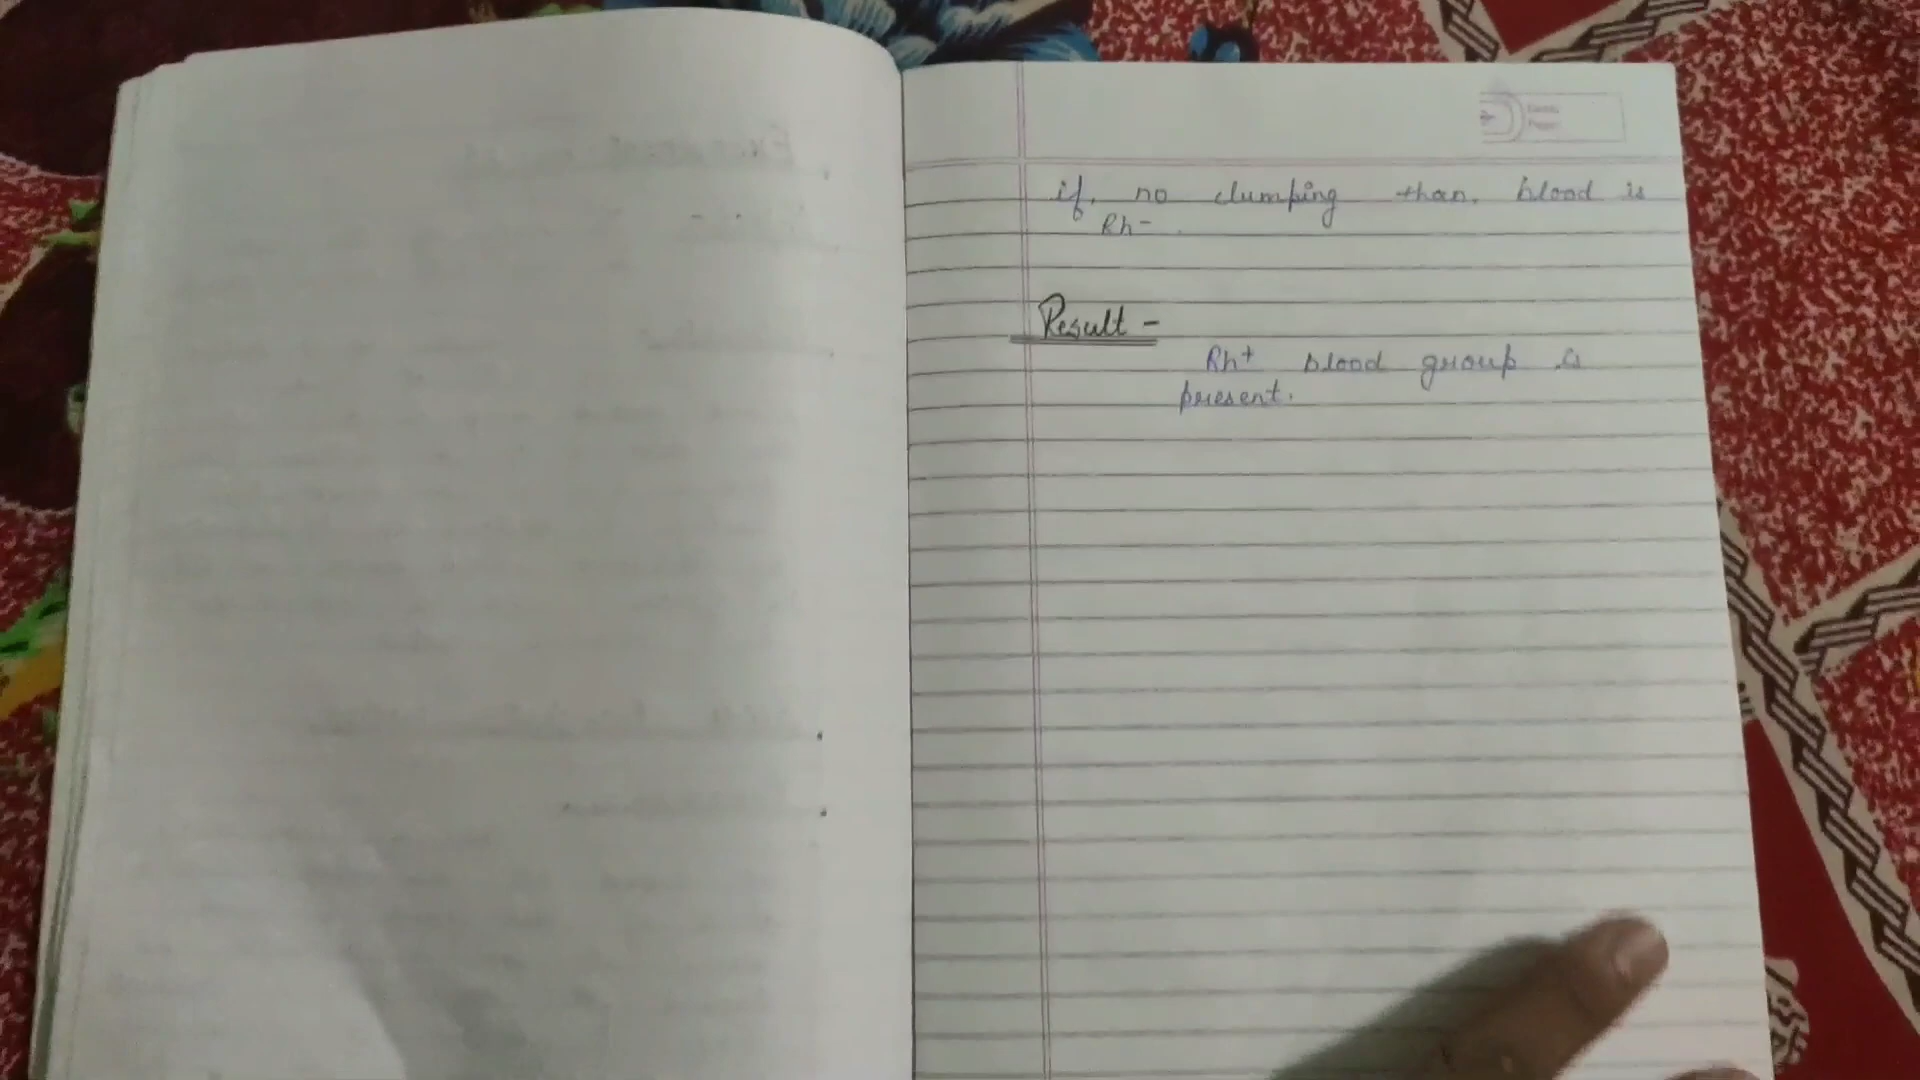 if, no clumping than. blood is
Rh-.
Result -
Rh+ blood group is
present.